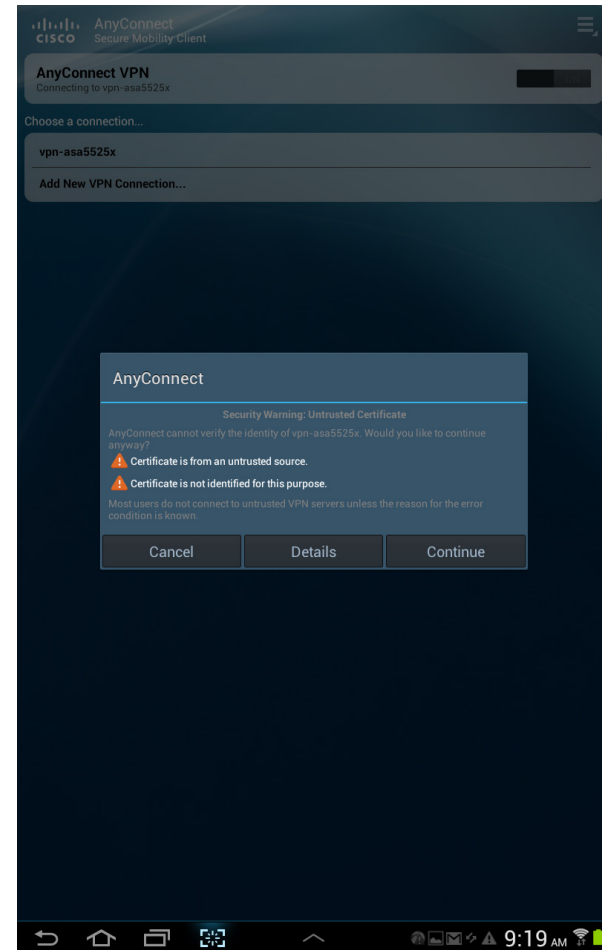 CISCO
AnyConnect
Secure Mobility Client
AnyConnect VPN
Connecting to vpn-asa5525x
Choose a connection...
vpn-asa5525x
Add New VPN Connection...
AnyConnect
Security Warning: Untrusted Certificate
AnyConnect cannot verify the identity of vpn-asa5525x. Would you like to continue
anyway?
Certificate is from an untrusted source.
Certificate is not identified for this purpose.
Most users do not connect to untrusted VPN servers unless the reason for the error
condition is known.
Cancel
Details
Continue
9:19 AM